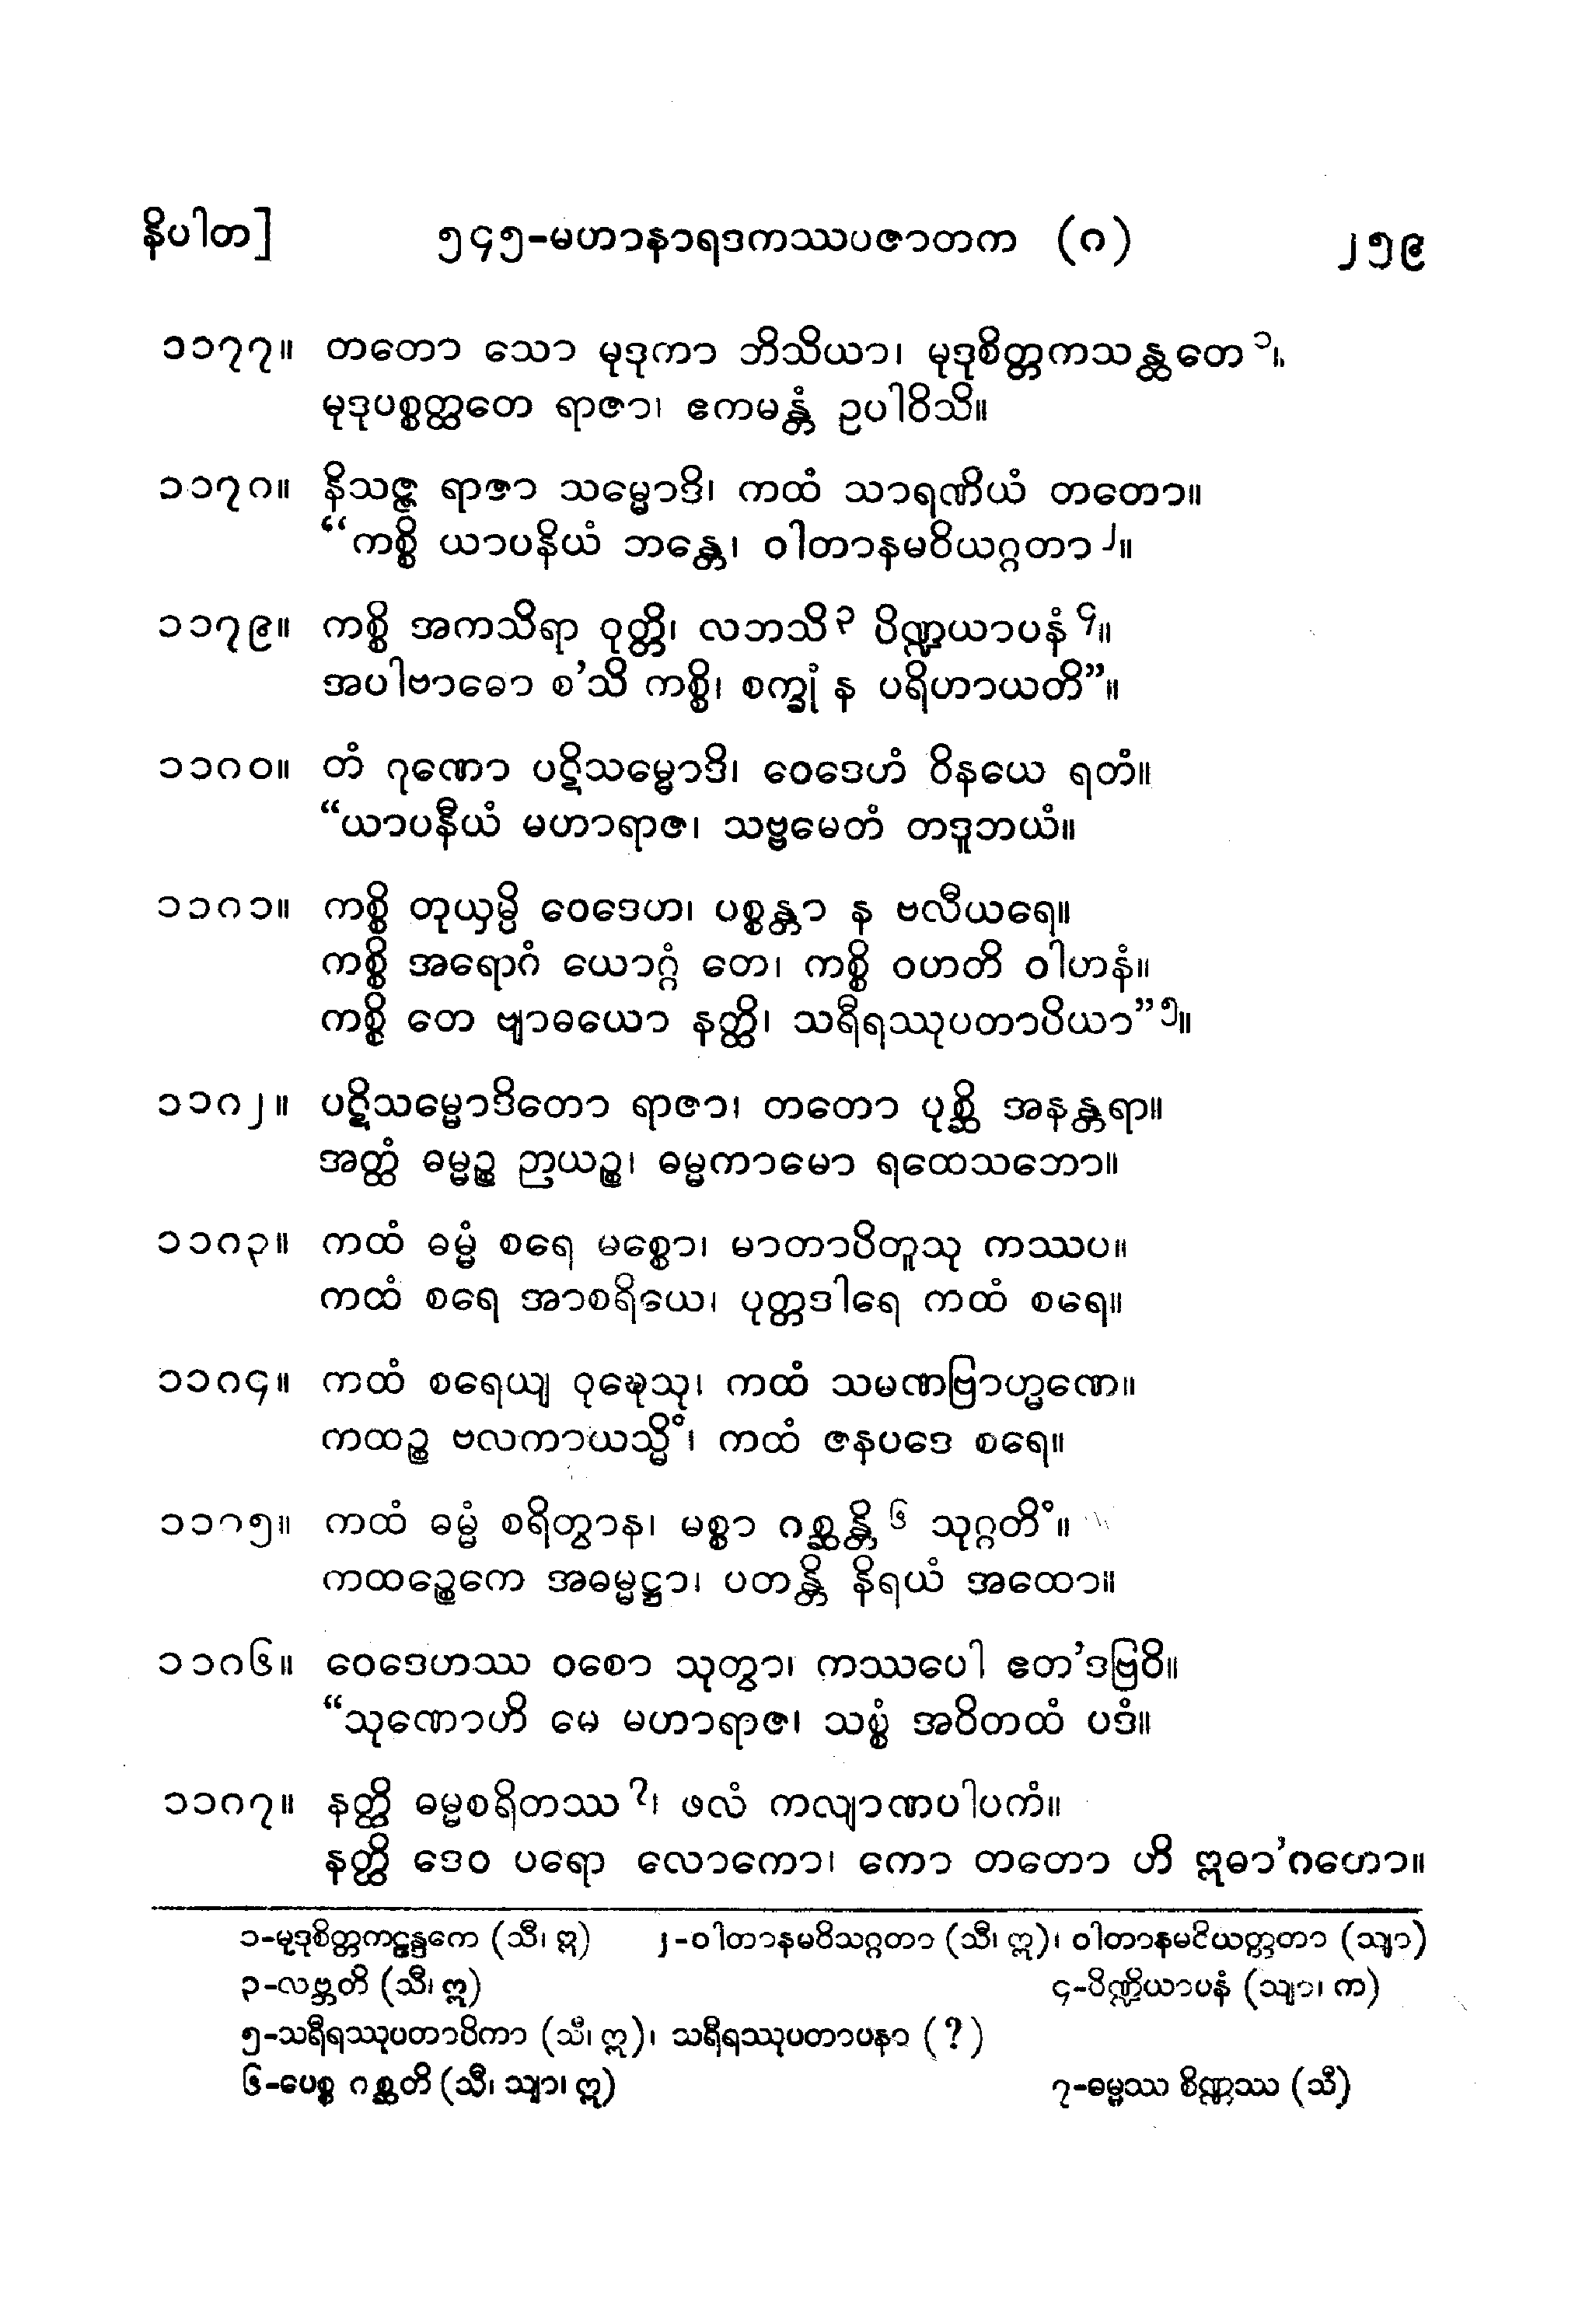 နိပါတ]	၅၄၅-မဟာနာရဒကဿပဇာတက (၈)	၂၅၉
၁၁၇၇။ တတော သော မုဒုကာ ဘိသိယာ၊ မုဒုစိတ္တကသန္ထတေ ၁။
မုဒုပစ္စတ္ထတေ ရာဇာ၊ ဧကမန္တံ ဥပါဝိသိ။
၁၁၇၈။ နိသဇ္ဇ ရာဇာ သမ္မောဒိ၊ ကထံ သာရဏီယံ တတော။
“ကစ္စိ ယာပနိယံ ဘန္တေ၊ ဝါတာနမဝိယဂ္ဂတာ ၂။
၁၁၇၉။ ကစ္စိ အကသိရာ ဝုတ္တိ၊ လဘသိ ၃ ပိဏ္ဍယာပနံ ၄။
အပါဗာဓော စ’သိ ကစ္စိ၊ စက္ခုံ န ပရိဟာယတိ”။
၁၁၈၀။ တံ ဂုဏော ပဋိသမ္မောဒိ၊ ဝေဒေဟံ ဝိနယေ ရတံ။
“ယာပနီယံ မဟာရာဇ၊ သဗ္ဗမေတံ တဒူဘယံ။
၁၁၈၁။ ကစ္စိ တုယှမ္ပိ ဝေဒေဟ၊ ပစ္စန္တာ န ဗလီယရေ။
ကစ္စိ အရောဂံ ယောဂ္ဂံ တေ၊ ကစ္စိ ဝဟတိ ဝါဟနံ။
ကစ္စိ တေ ဗျာဓယော နတ္ထိ၊ သရီရဿုပတာပိယာ” ၅။
၁၁၈၂။ ပဋိသမ္မောဒိတော ရာဇာ၊ တတော ပုစ္ဆိ အနန္တရာ။
အတ္ထံ ဓမ္မဉ္စ ဉာယဉ္စ၊ ဓမ္မကာမော ရထေသဘော။
၁၁၈၃။ ကထံ ဓမ္မံ စရေ မစ္စော၊ မာတာပိတူသု ကဿပ။
ကထံ စရေ အာစရိယေ၊ ပုတ္တဒါရေ ကထံ စရေ။
၁၁၈၄။ ကထံ စရေယျ ဝုဍ္ဎေသု၊ ကထံ သမဏဗြာဟ္မဏေ။
ကထဉ္စ ဗလကာယသ္မိံ၊ ကထံ ဇနပဒေ စရေ။
၁၁၈၅။ ကထံ ဓမ္မံ စရိတွာန၊ မစ္စာ ဂစ္ဆန္တိ ၆ သုဂ္ဂတိံ။
ကထဉ္စေကေ အဓမ္မဋ္ဌာ၊ ပတန္တိ နိရယံ အထော။
၁၁၈၆။ ဝေဒေဟဿ ဝစော သုတွာ၊ ကဿပေါ ဧတ’ဒဗြဝိ။
“သုဏောဟိ မေ မဟာရာဇ၊ သစ္စံ အဝိတထံ ပဒံ။
၁၁၈၇။ နတ္ထိ ဓမ္မစရိတဿ ၇၊ ဖလံ ကလျာဏပါပကံ။
နတ္ထိ ဒေဝ ပရော လောကော၊ ကော တတော ဟိ ဣဓာ’ဂတော။
၁-မုဒုစိတ္တကဠန္ဒကေ (သီ၊ ဣ)	၂-ဝါတာနမဝိသဂ္ဂတာ (သီ၊ ဣ)၊ ဝါတာနမဝိယတ္တတာ (သျာ)
၃-လဗ္ဘတိ (သီ၊ ဣ)	၄-ပိဏ္ဍိယာပနံ (သျာ၊ က)
၅-သရီရဿုပတာပိကာ (သီ၊ ဣ)၊ သရီရဿုပတာပနာ (?)
၆-ပေစ္စ ဂစ္ဆတိ (သီ၊ သျာ၊ ဣ)	၇-ဓမ္မဿ စိဏ္ဏဿ (သီ)